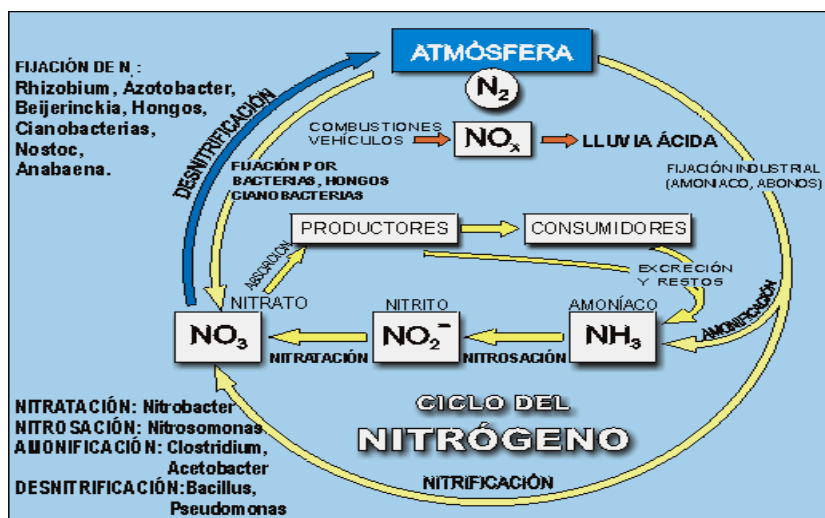 FIJACIÓN DE N₂:
Rhizobium, Azotobacter,
Beijerinckia, Hongos,
Cianobacterias,
Nostoc,
Anabaena.
ATMÓSFERA
N₂
DESNITRIFICACIÓN
COMBUSTIONES
VEHÍCULOS
NOₓ
LLUVIA ÁCIDA
FIJACIÓN POR
BACTERIAS, HONGOS
CIANOBACTERIAS
FIJACIÓN INDUSTRIAL
(AMONIACO, ABONOS)
PRODUCTORES
CONSUMIDORES
ABSORCIÓN
EXCRECIÓN
Y RESTOS
NITRATO
NITRITO
AMONÍACO
AMONIFICACIÓN
NO₃
NO₂⁻
NH₃
NITRATACIÓN
NITROSACIÓN
NITRATACIÓN: Nitrobacter
NITROSACIÓN: Nitrosomonas
AMONIFICACIÓN: Clostridium,
Acetobacter
DESNITRIFICACIÓN:Bacillus,
Pseudomonas
CICLO DEL
NITRÓGENO
NITRIFICACIÓN